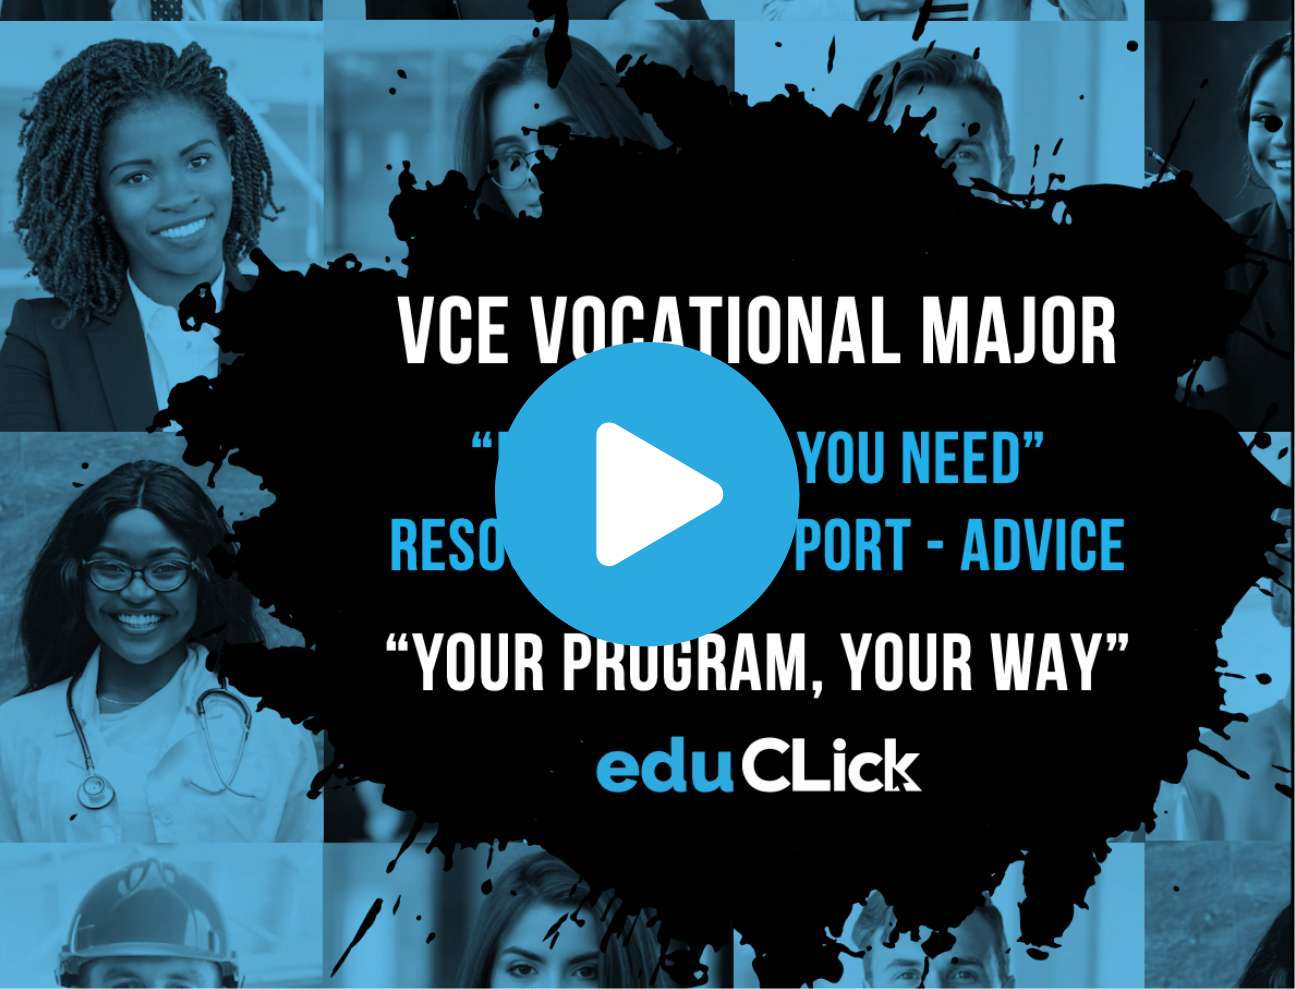 VCE VOCATIONAL MAJOR
YOU NEED”
- ADVICE
“YOUR PROGRAM, YOUR WAY”
eduCLick